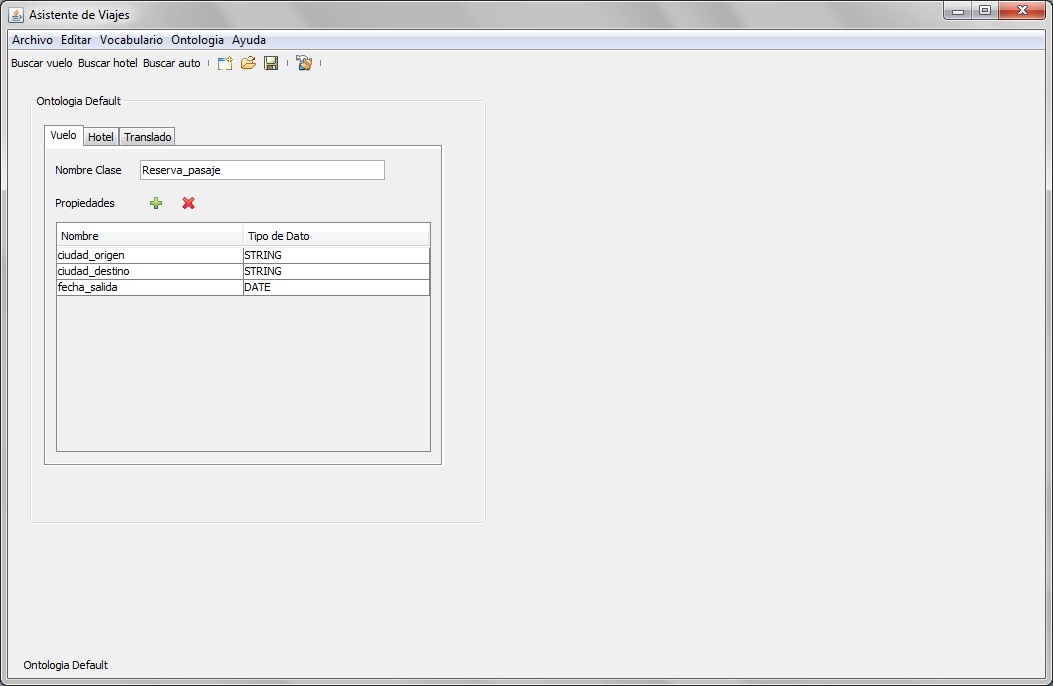 Asistente de Viajes
Archivo Editar Vocabulario Ontologia Ayuda
Buscar vuelo Buscar hotel Buscar auto
Ontologia Default
Vuelo Hotel Translado
Nombre Clase Reserva_pasaje
Propiedades
Nombre Tipo de Dato
ciudad_origen STRING
ciudad_destino STRING
fecha_salida DATE
Ontologia Default